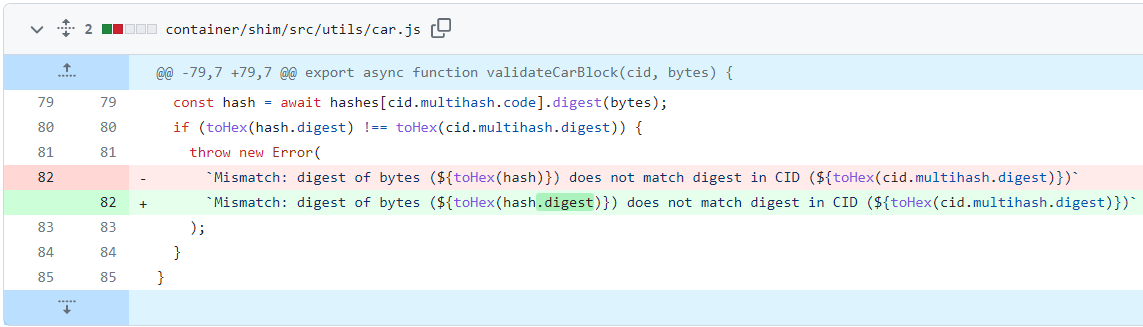 2 container/shim/src/utils/car.js
@@ -79,7 +79,7 @@ export async function validateCarBlock(cid, bytes) {
79 79 const hash = await hashes[cid.multihash.code].digest(bytes);
80 80 if (toHex(hash.digest) !== toHex(cid.multihash.digest)) {
81 81 throw new Error(
82 - `Mismatch: digest of bytes (${toHex(hash)}) does not match digest in CID (${toHex(cid.multihash.digest)})`
82 + `Mismatch: digest of bytes (${toHex(hash.digest)}) does not match digest in CID (${toHex(cid.multihash.digest)})`
83 83 );
84 84 }
85 85 }